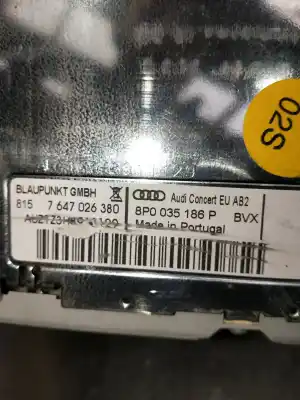 02S
BLAUPUNKT GMBH
Audi Concert EU AB2
815 7 647 026 380
8P0 035 186 P BVX
Made in Portugal